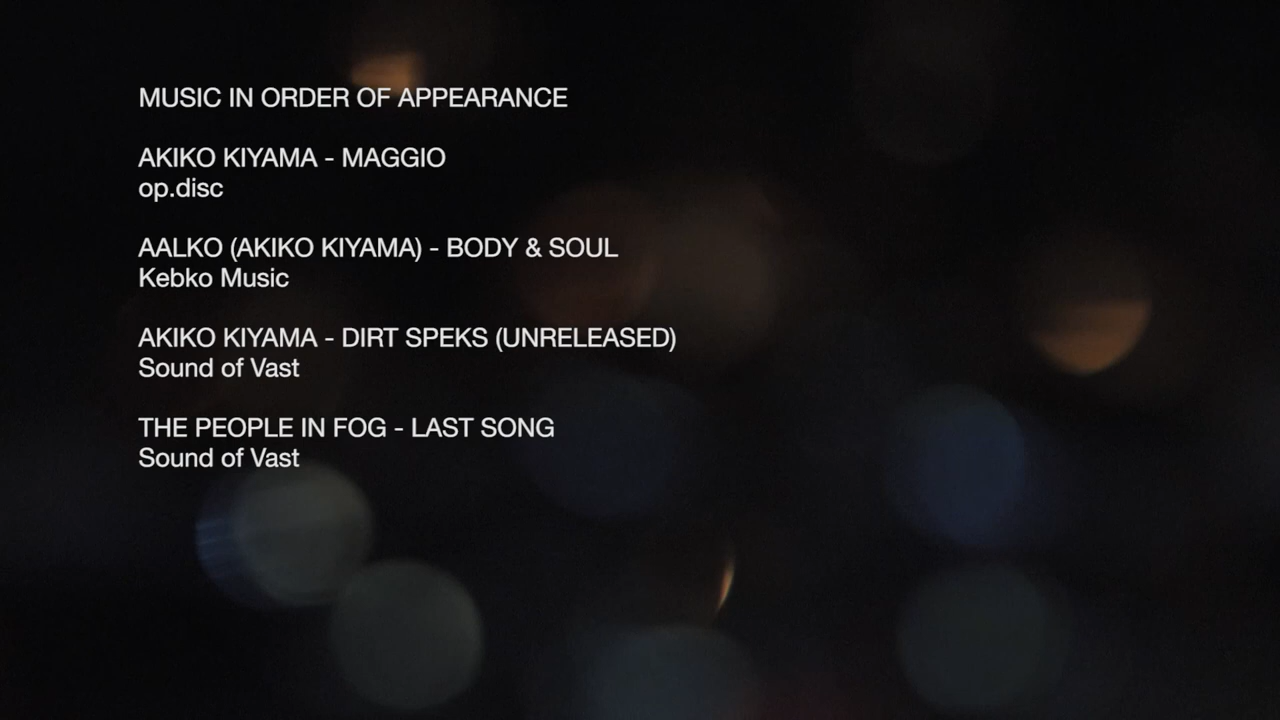 MUSIC IN ORDER OF APPEARANCE
AKIKO KIYAMA - MAGGIO
op.disc
AALKO (AKIKO KIYAMA) - BODY & SOUL
Kebko Music
AKIKO KIYAMA - DIRT SPEKS (UNRELEASED)
Sound of Vast
THE PEOPLE IN FOG - LAST SONG
Sound of Vast